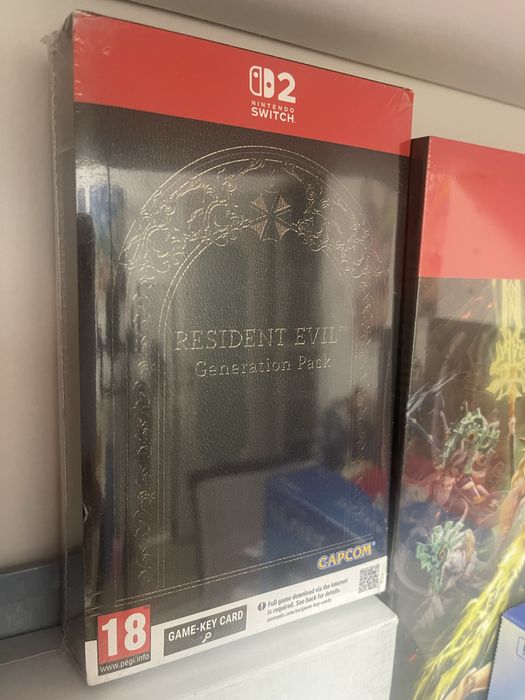 2
NINTENDO
SWITCH
RESIDENT EVIL™
Generation Pack
CAPCOM
18
www.pegi.info
GAME-KEY CARD
Full game download via the internet
is required. See back for details.